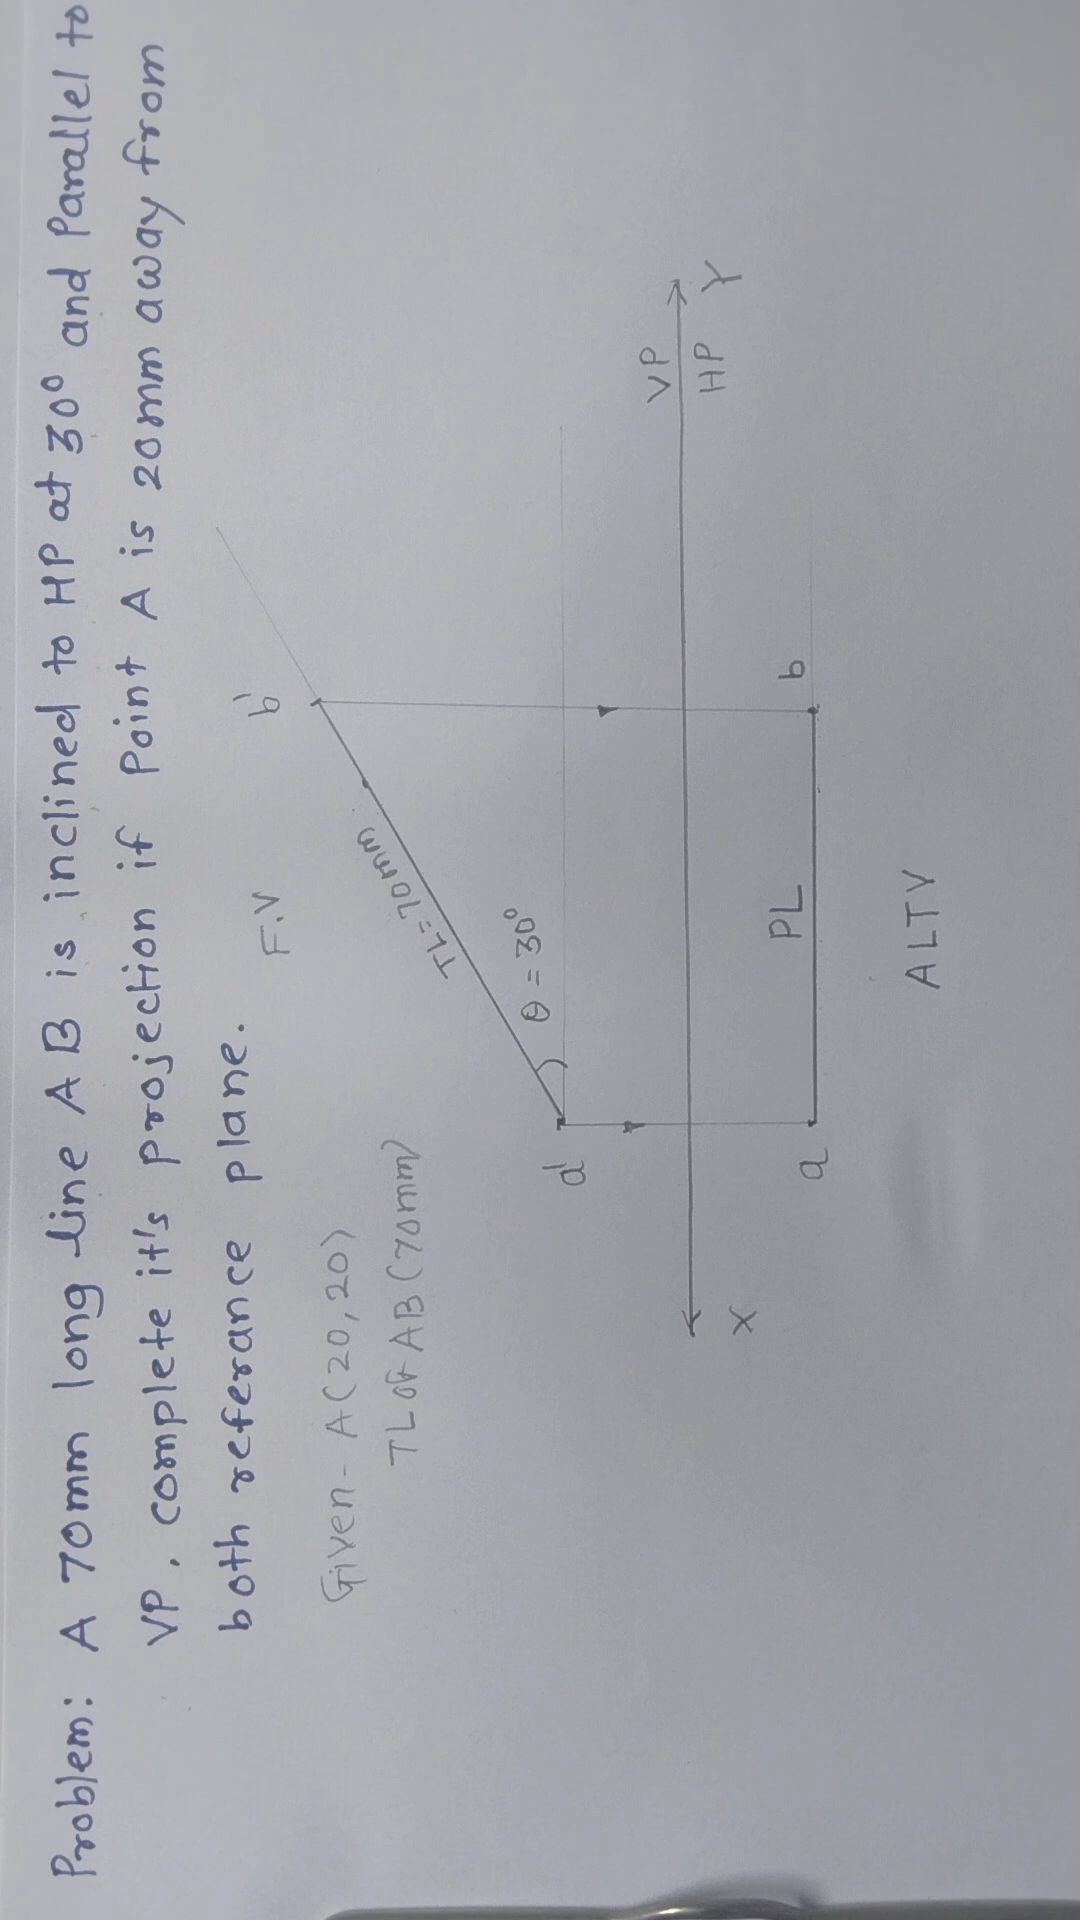 Problem: A 70mm long line AB is inclined to HP at 30° and Parallel to
VP, complete it's projection if Point A is 20mm away from
both referance plane.
F.V
b'
Given- A(20,20)
TL OF AB(70mm)
TL=70mm
θ=30°
a'
VP
HP
X
Y
a
PL
b
ALTV